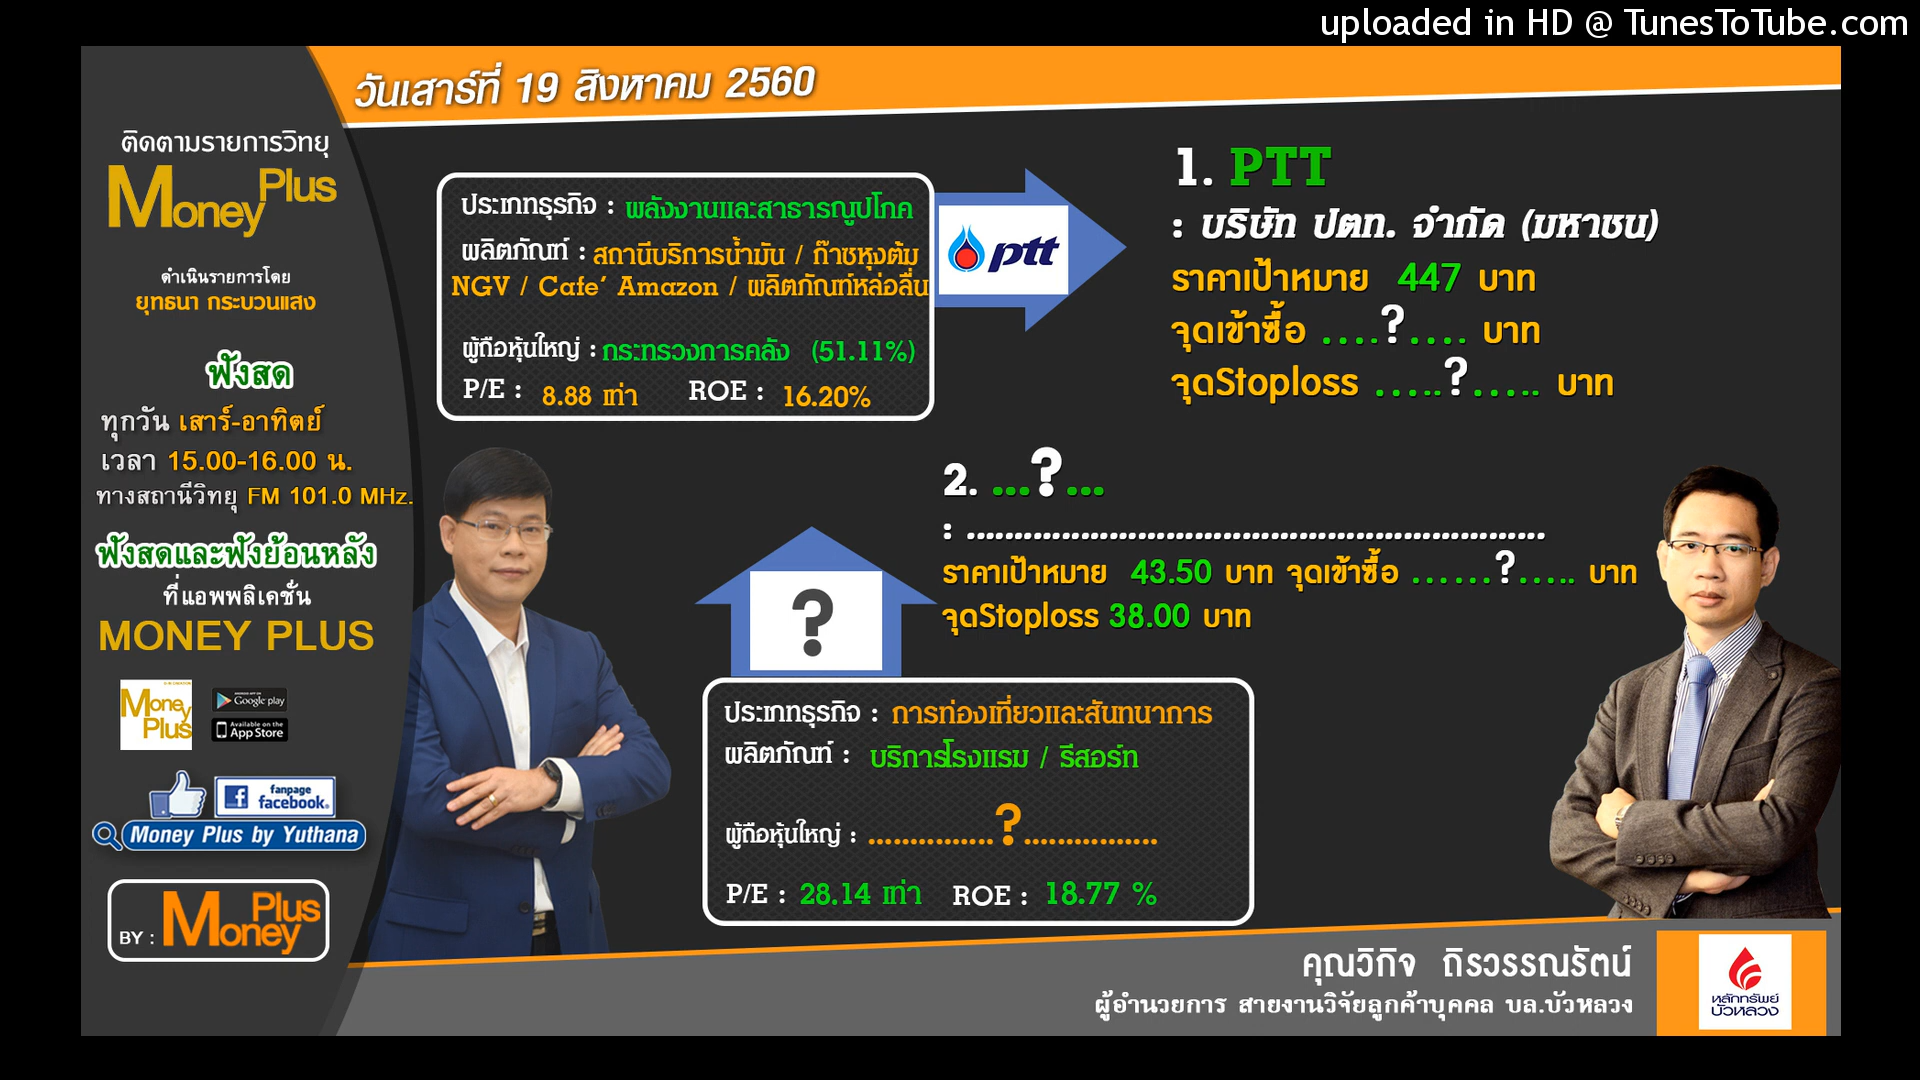 uploaded in HD @ TunesToTube.com
วันเสาร์ที่ 19 สิงหาคม 2560
ติดตามรายการวิทยุ
Money Plus
ดำเนินรายการโดย
ยุทธนา กระบวนแสง
ฟังสด
ทุกวัน เสาร์-อาทิตย์
เวลา 15.00-16.00 น.
ทางสถานีวิทยุ FM 101.0 MHz.
ฟังสดและฟังย้อนหลัง
ที่แอพพลิเคชั่น
MONEY PLUS
Money Plus
Google play
Available on the
App Store
fanpage
facebook.
Money Plus by Yuthana
BY : Money Plus
ประเภทธุรกิจ : พลังงานและสาธารณูปโภค
ผลิตภัณฑ์ : สถานีบริการน้ำมัน / ก๊าซหุงต้ม
NGV / Cafe' Amazon / ผลิตภัณฑ์หล่อลื่น
ผู้ถือหุ้นใหญ่ : กระทรวงการคลัง (51.11%)
P/E : 8.88 เท่า ROE : 16.20%
ptt
1. PTT
: บริษัท ปตท. จำกัด (มหาชน)
ราคาเป้าหมาย 447 บาท
จุดเข้าซื้อ ....?.... บาท
จุดStoploss .....?..... บาท
2. ...?...
: .............................................................
ราคาเป้าหมาย 43.50 บาท จุดเข้าซื้อ ......?..... บาท
จุดStoploss 38.00 บาท
?
ประเภทธุรกิจ : การท่องเที่ยวและสันทนาการ
ผลิตภัณฑ์ : บริการโรงแรม / รีสอร์ท
ผู้ถือหุ้นใหญ่ : ...............?................
P/E : 28.14 เท่า ROE : 18.77 %
คุณวิกิจ ถิรวรรณรัตน์
ผู้อำนวยการ สายงานวิจัยลูกค้าบุคคล บล.บัวหลวง
หลักทรัพย์
บัวหลวง